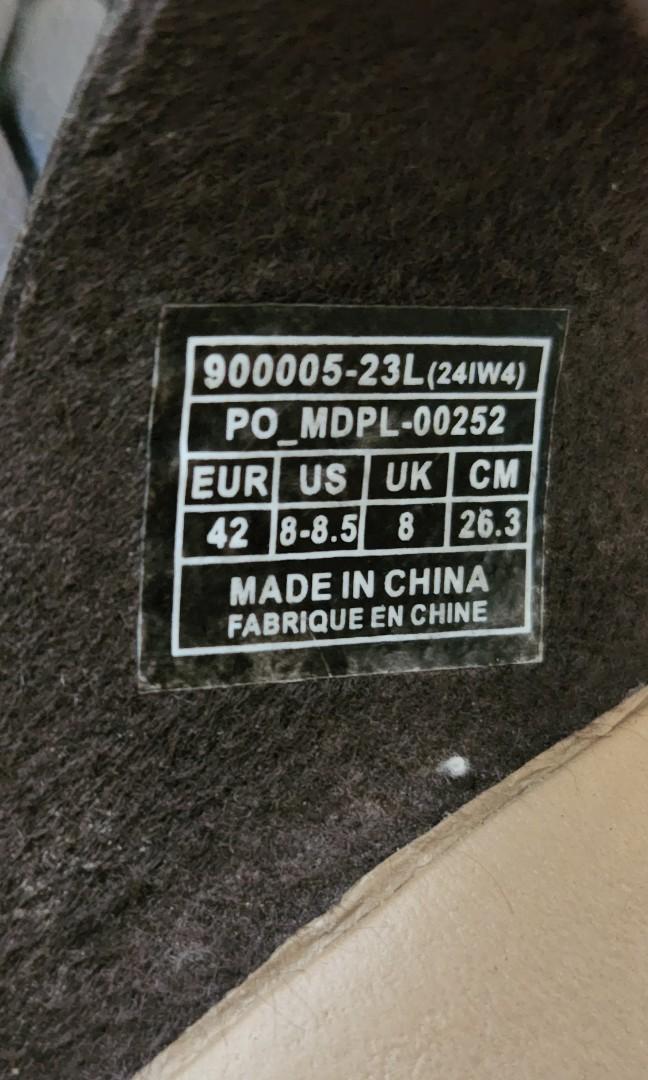 900005-23L(24IW4)
PO_MDPL-00252
EUR US UK CM
42 8-8.5 8 26.3
MADE IN CHINA
FABRIQUE EN CHINE